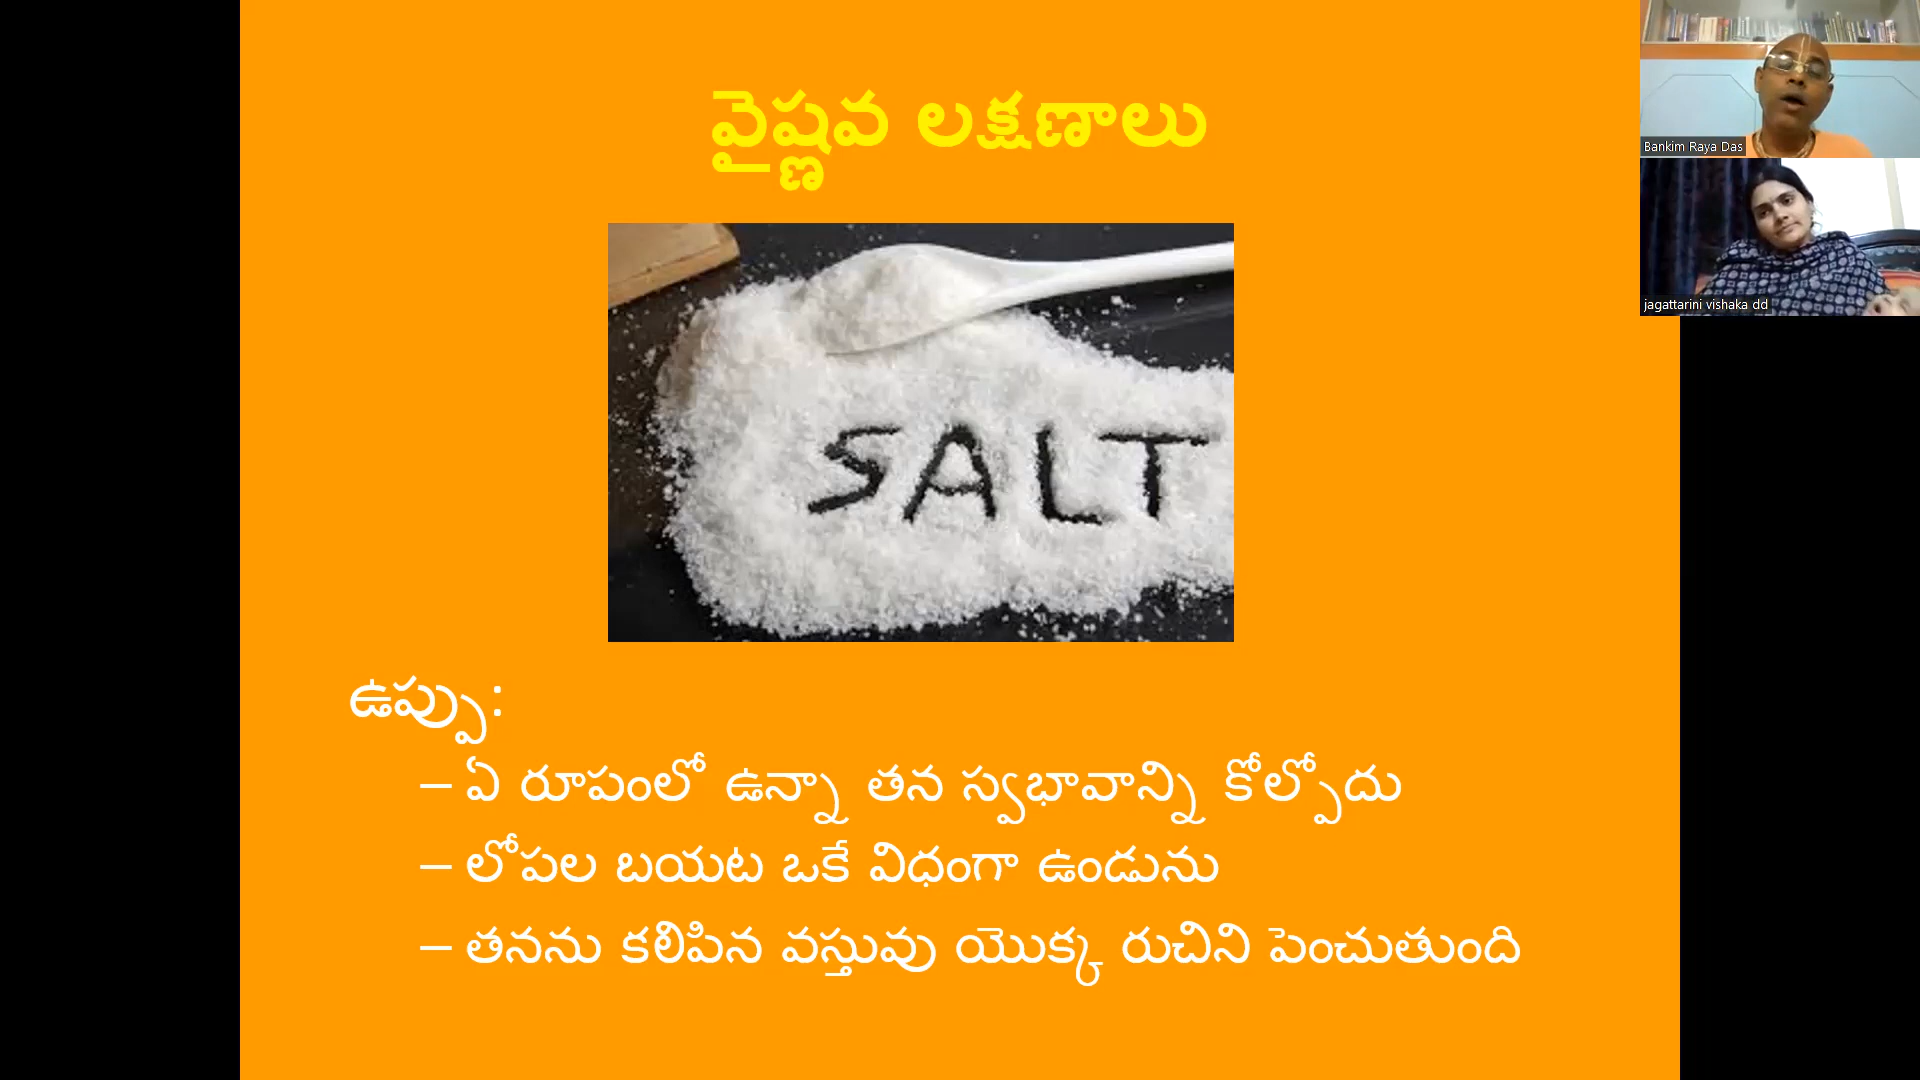 వైష్ణవ లక్షణాలు
SALT
ఉప్పు:
– ఏ రూపంలో ఉన్నా తన స్వభావాన్ని కోల్పోదు
– లోపల బయట ఒకే విధంగా ఉండును
– తనను కలిపిన వస్తువు యొక్క రుచిని పెంచుతుంది
Bankim Raya Das
jagattarini vishaka dd